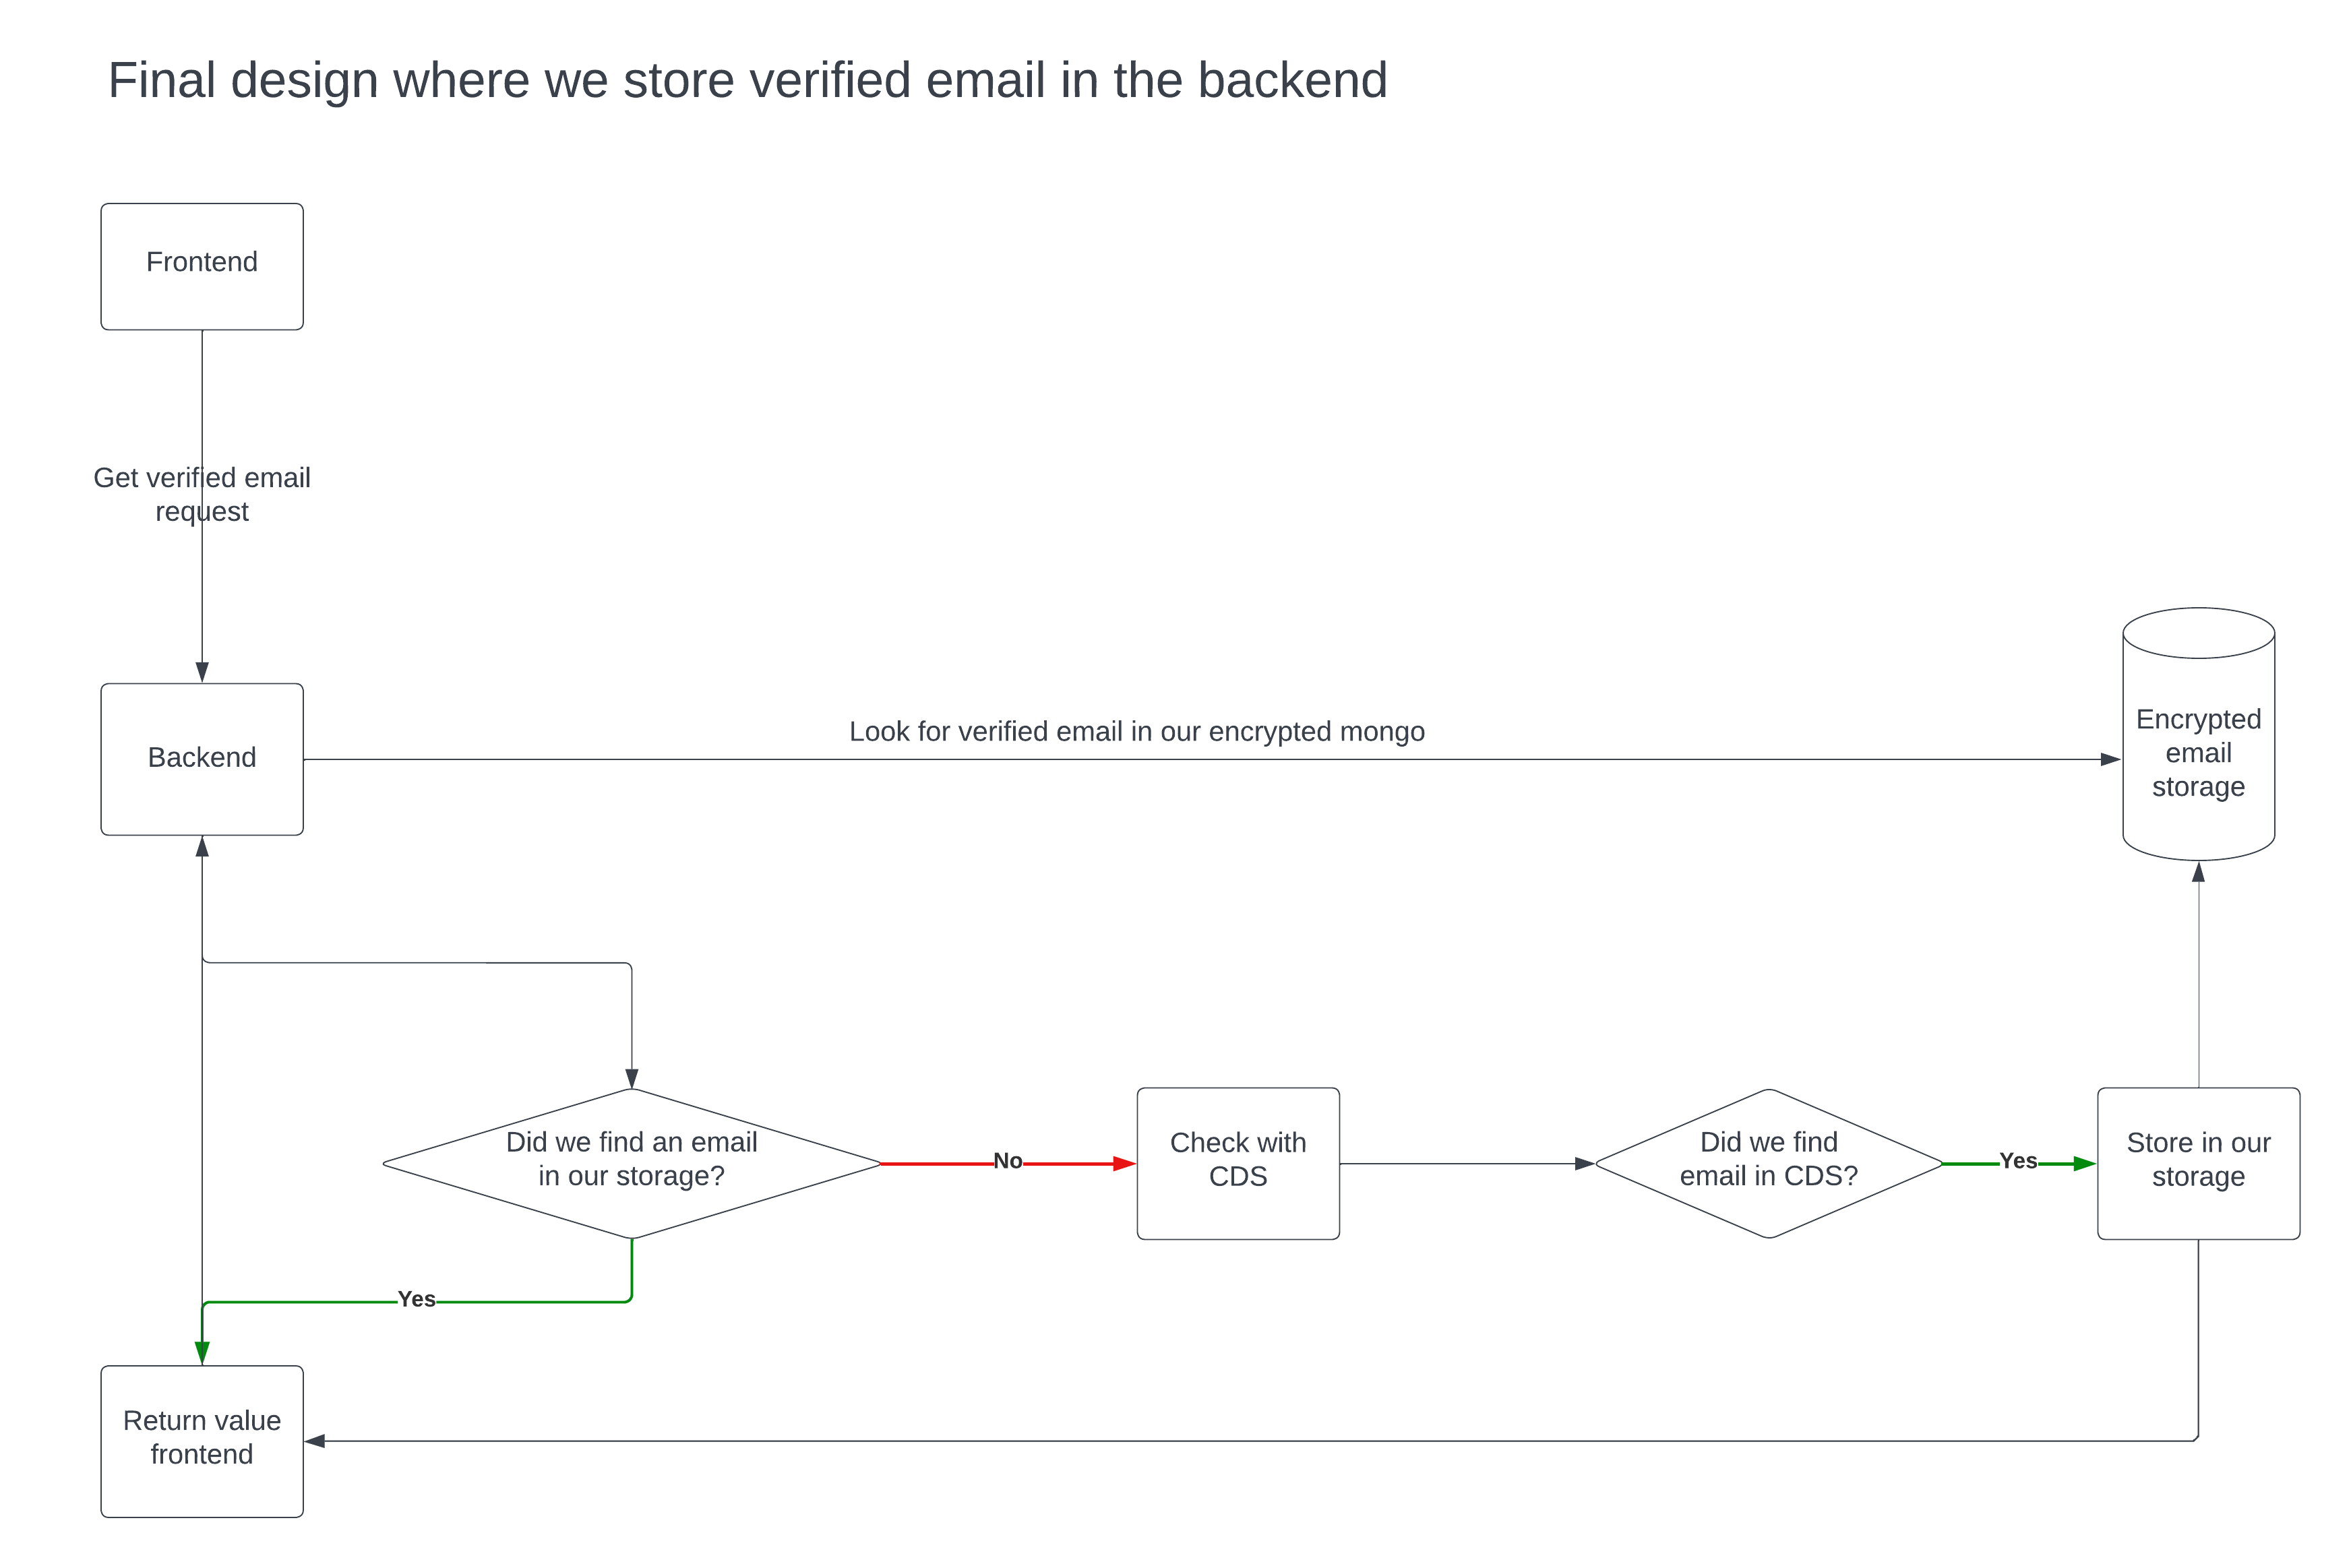 Final design where we store verified email in the backend
Frontend
Get verified email
request
Look for verified email in our encrypted mongo
Backend
Encrypted
email
storage
Did we find an email
in our storage?
No
Check with
CDS
Did we find
email in CDS?
Yes
Store in our
storage
Yes
Return value
frontend